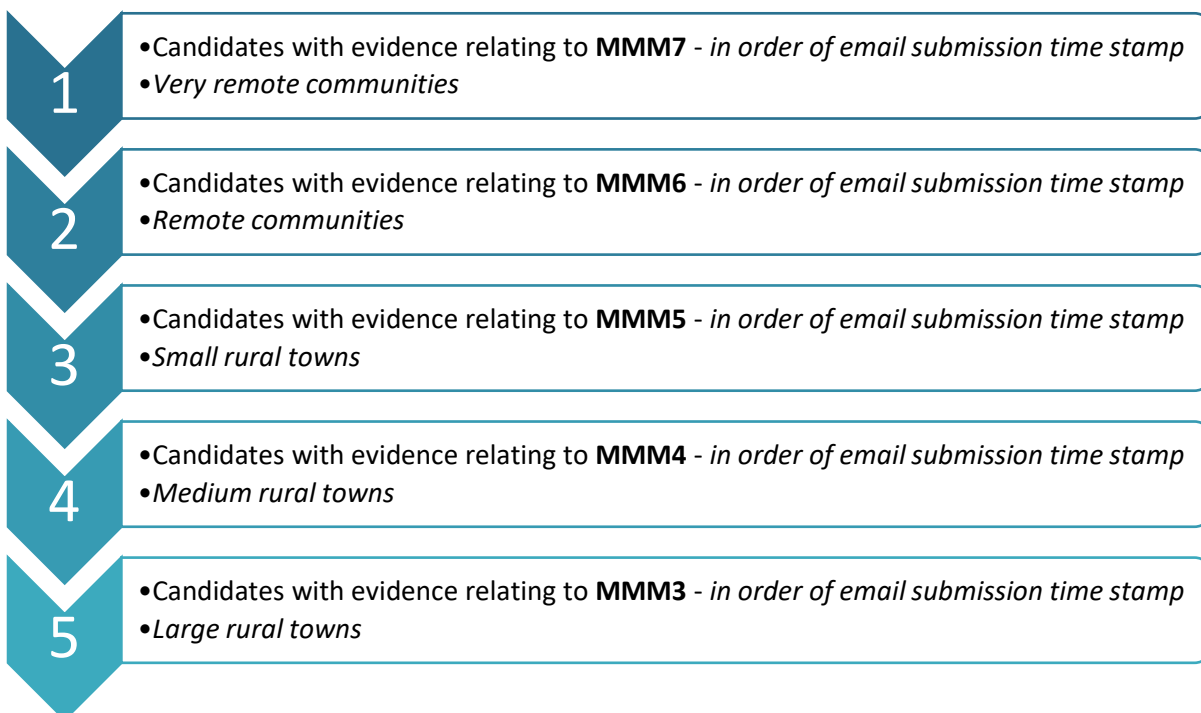 1
•Candidates with evidence relating to MMM7 - in order of email submission time stamp
•Very remote communities
2
•Candidates with evidence relating to MMM6 - in order of email submission time stamp
•Remote communities
3
•Candidates with evidence relating to MMM5 - in order of email submission time stamp
•Small rural towns
4
•Candidates with evidence relating to MMM4 - in order of email submission time stamp
•Medium rural towns
5
•Candidates with evidence relating to MMM3 - in order of email submission time stamp
•Large rural towns